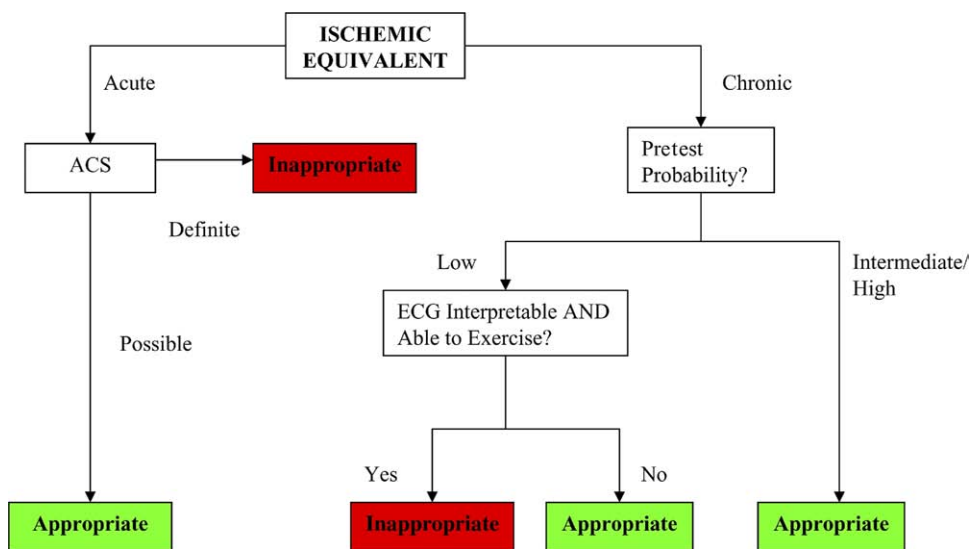 ISCHEMIC
EQUIVALENT
Acute
Chronic
ACS
Inappropriate
Pretest
Probability?
Definite
Low
Intermediate/
High
ECG Interpretable AND
Able to Exercise?
Possible
Yes
No
Appropriate
Inappropriate
Appropriate
Appropriate